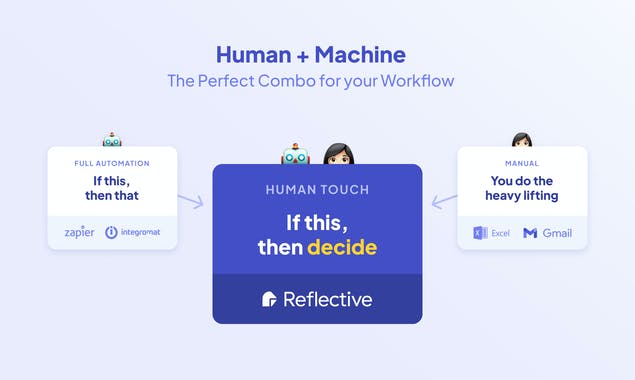 Human + Machine
The Perfect Combo for your Workflow
FULL AUTOMATION
If this,
then that
zapier integromat
HUMAN TOUCH
If this,
then decide
Reflective
MANUAL
You do the
heavy lifting
X Excel Gmail